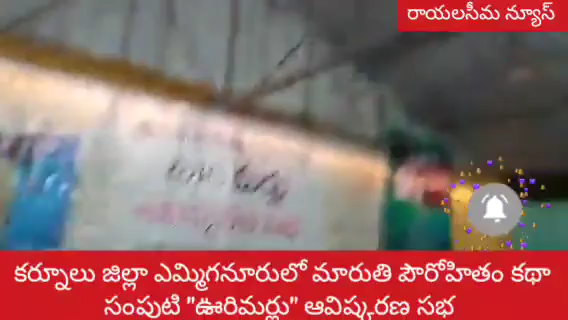 రాయలసీమ న్యూస్
కర్నూలు జిల్లా ఎమ్మిగనూరులో మారుతి పౌరోహితం కథా
సంపుటి "ఊరిమర్లు" ఆవిష్కరణ సభ